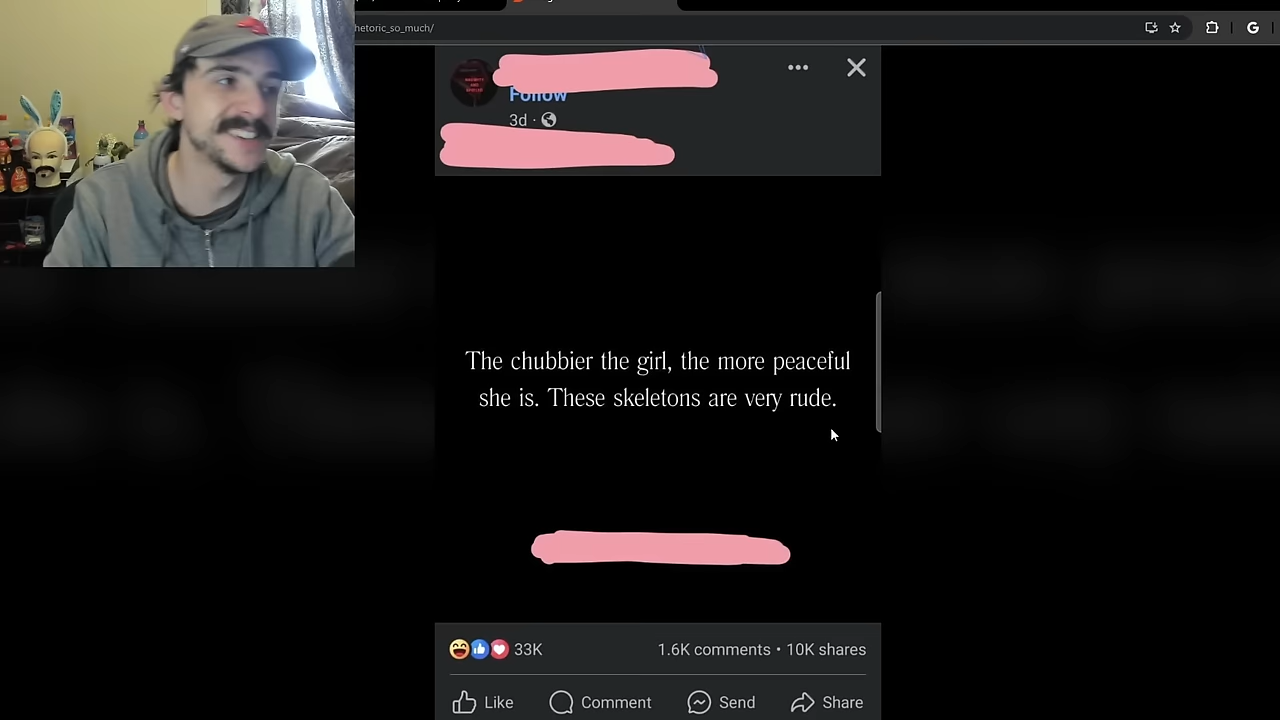 hetoric_so_much/
Follow
3d ·
The chubbier the girl, the more peaceful
she is. These skeletons are very rude.
33K 1.6K comments • 10K shares
Like Comment Send Share